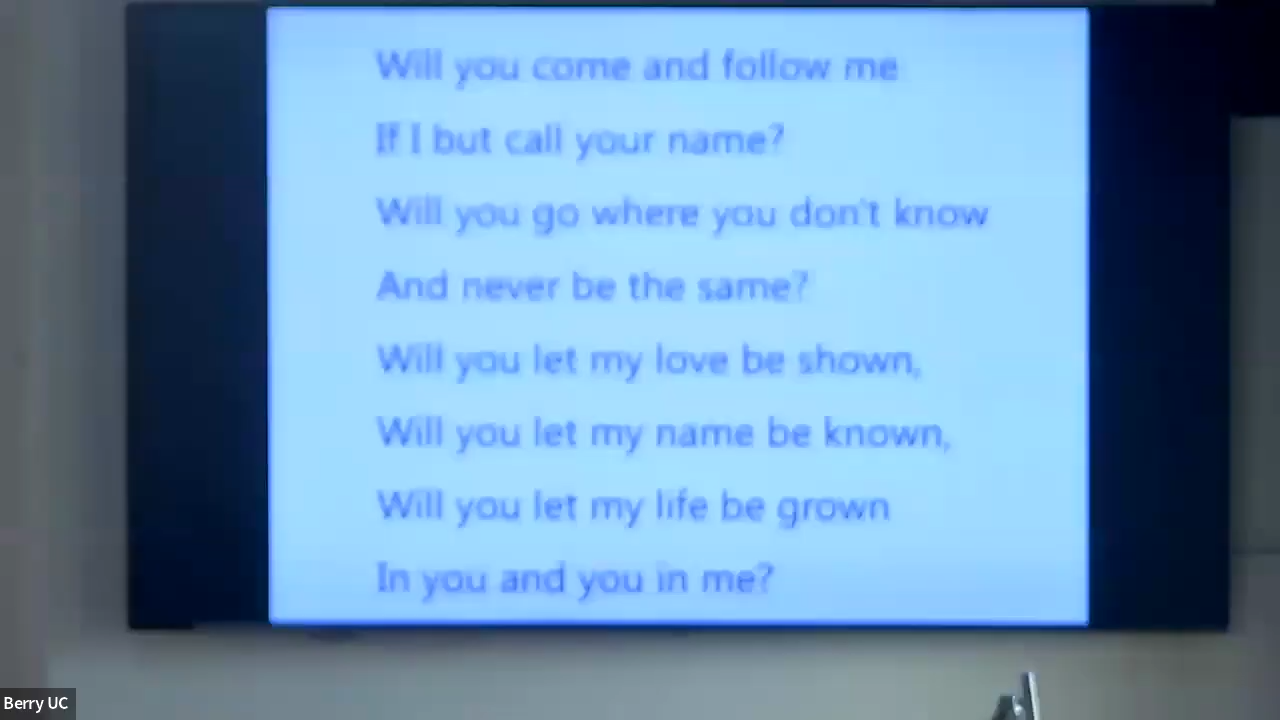 Will you come and follow me
If I but call your name?
Will you go where you don't know
And never be the same?
Will you let my love be shown,
Will you let my name be known,
Will you let my life be grown
In you and you in me?
Berry UC